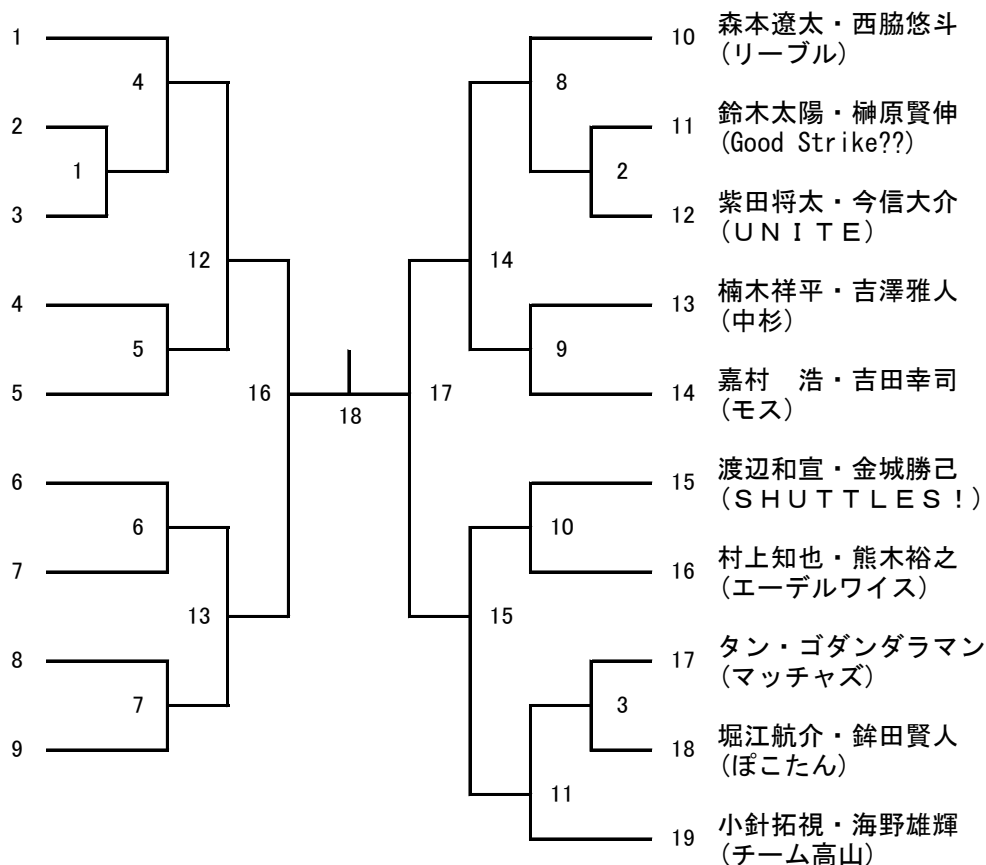 1
2
3
4
5
6
7
8
9
4
1
12
5
16
6
13
7
18
17
8
2
14
9
10
15
3
11
10 森本遼太・西脇悠斗
(リーブル)
11 鈴木太陽・榊原賢伸
(Good Strike??)
12 紫田将太・今信大介
(ＵＮＩＴＥ)
13 楠木祥平・吉澤雅人
(中杉)
14 嘉村　浩・吉田幸司
(モス)
15 渡辺和宣・金城勝己
(ＳＨＵＴＴＬＥＳ！)
16 村上知也・熊木裕之
(エーデルワイス)
17 タン・ゴダンダラマン
(マッチャズ)
18 堀江航介・鉾田賢人
(ぽこたん)
19 小針拓視・海野雄輝
(チーム高山)